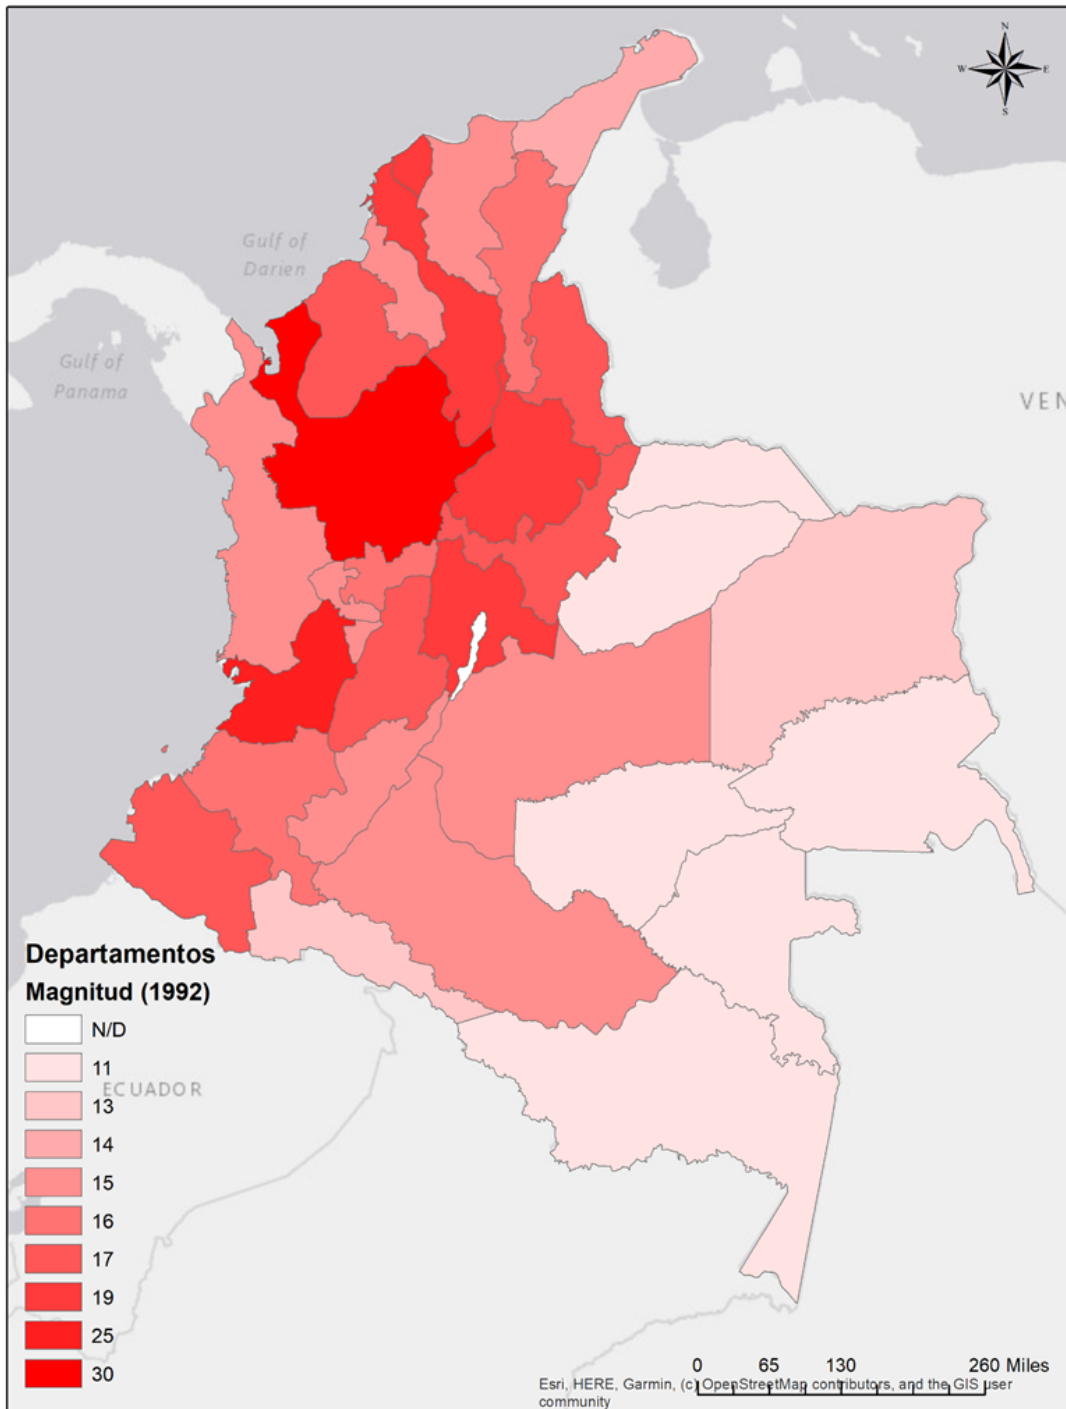 N
W E
S
Gulf of
Darien
Gulf of
Panama
VEN
Departamentos
Magnitud (1992)
N/D
11
ECUADOR
13
14
15
16
17
19
25
30
0 65 130 260 Miles
Esri, HERE, Garmin, (c) OpenStreetMap contributors, and the GIS user
community